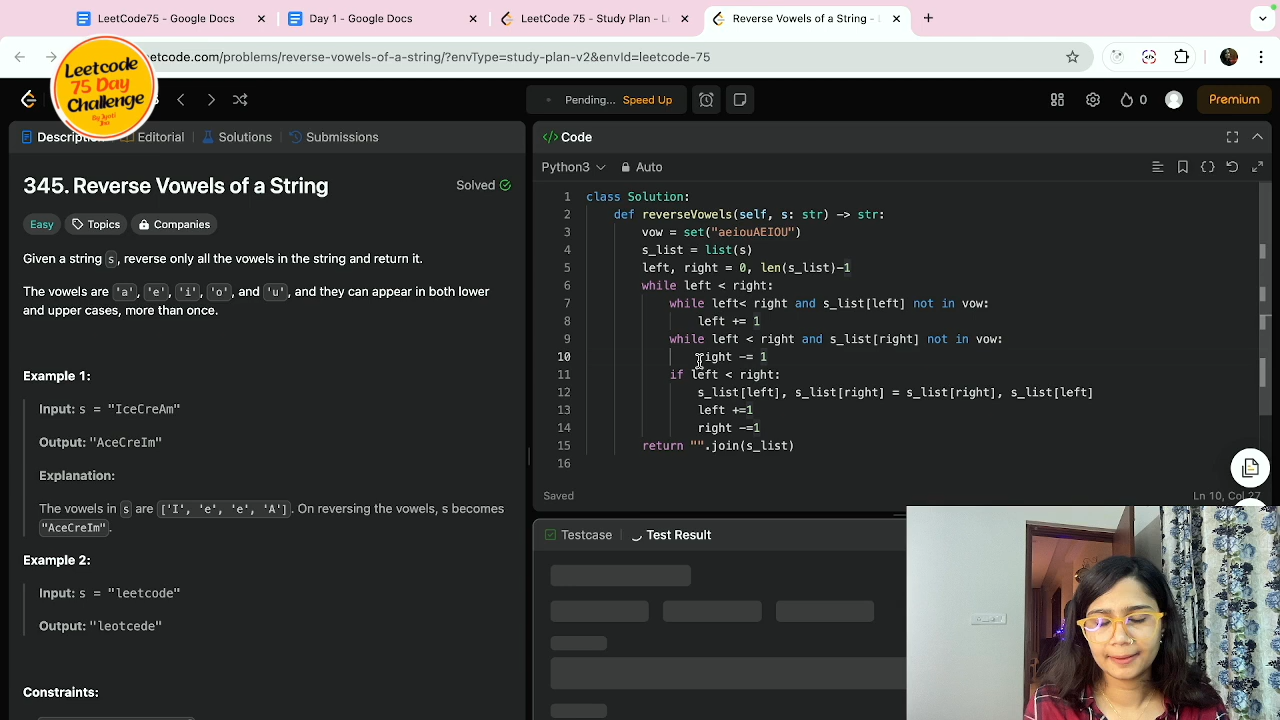 LeetCode75 - Google Docs
Day 1 - Google Docs
LeetCode 75 - Study Plan - L
Reverse Vowels of a String -
etcode.com/problems/reverse-vowels-of-a-string/?envType=study-plan-v2&envId=leetcode-75
Leetcode
75 Day
Challenge
Pending... Speed Up
0
Premium
Description
Editorial
Solutions
Submissions
345. Reverse Vowels of a String
Solved
Easy
Topics
Companies
Given a string s, reverse only all the vowels in the string and return it.
The vowels are 'a', 'e', 'i', 'o', and 'u', and they can appear in both lower
and upper cases, more than once.
Example 1:
Input: s = "IceCreAm"
Output: "AceCreIm"
Explanation:
The vowels in s are ['I', 'e', 'e', 'A']. On reversing the vowels, s becomes
"AceCreIm".
Example 2:
Input: s = "leetcode"
Output: "leotcede"
Constraints:
</> Code
Python3
Auto
1 class Solution:
2 def reverseVowels(self, s: str) -> str:
3 vow = set("aeiouAEIOU")
4 s_list = list(s)
5 left, right = 0, len(s_list)-1
6 while left < right:
7 while left< right and s_list[left] not in vow:
8 left += 1
9 while left < right and s_list[right] not in vow:
10 right -= 1
11 if left < right:
12 s_list[left], s_list[right] = s_list[right], s_list[left]
13 left +=1
14 right -=1
15 return "".join(s_list)
16
Saved
Ln 10, Col 27
Testcase
Test Result